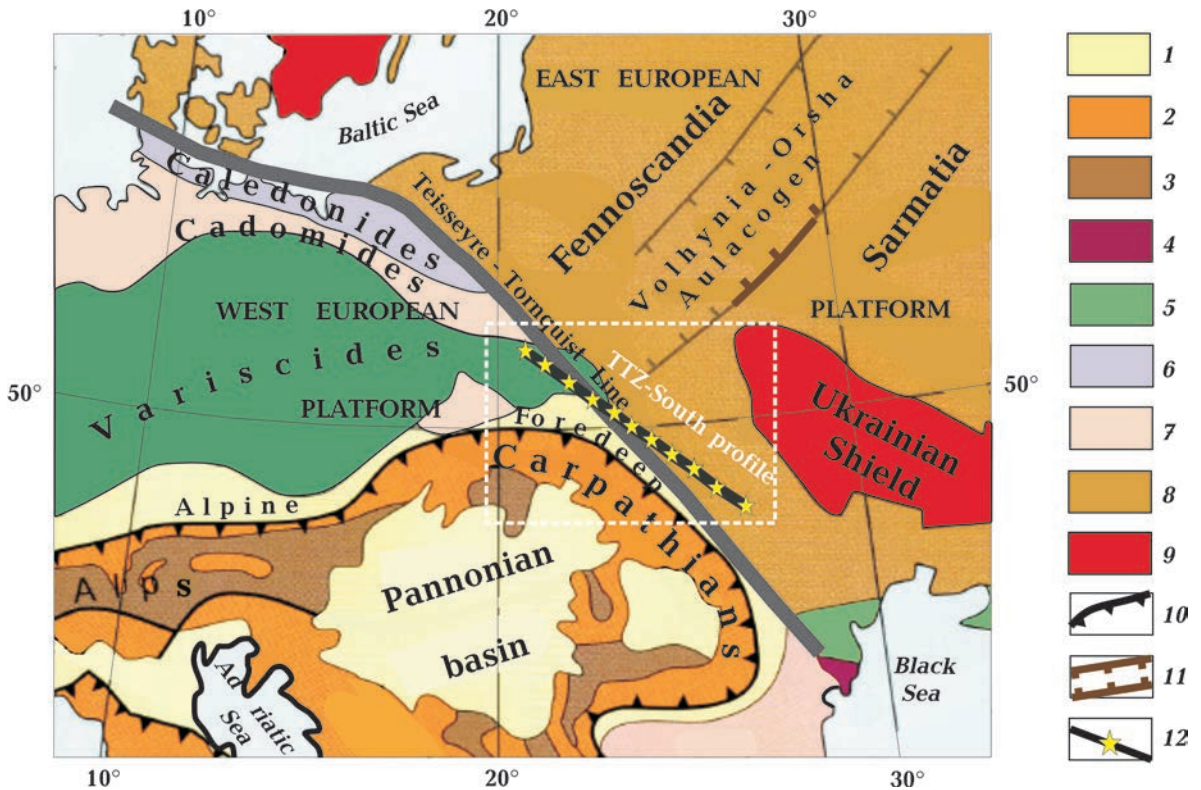 10°
20°
30°
EAST EUROPEAN
Baltic Sea
Fennoscandia
Volhynia - Orsha
Aulacogen
Sarmatia
Caledonides
Cadomides
Teisseyre - Tornquist Line
WEST EUROPEAN
PLATFORM
Variscides
PLATFORM
50°
50°
TTZ-South profile
Ukrainian
Shield
Foredeep
Carpathians
Alpine
Alps
Pannonian
basin
Adriatic
Sea
Black
Sea
10°
20°
30°
1
2
3
4
5
6
7
8
9
10
11
12